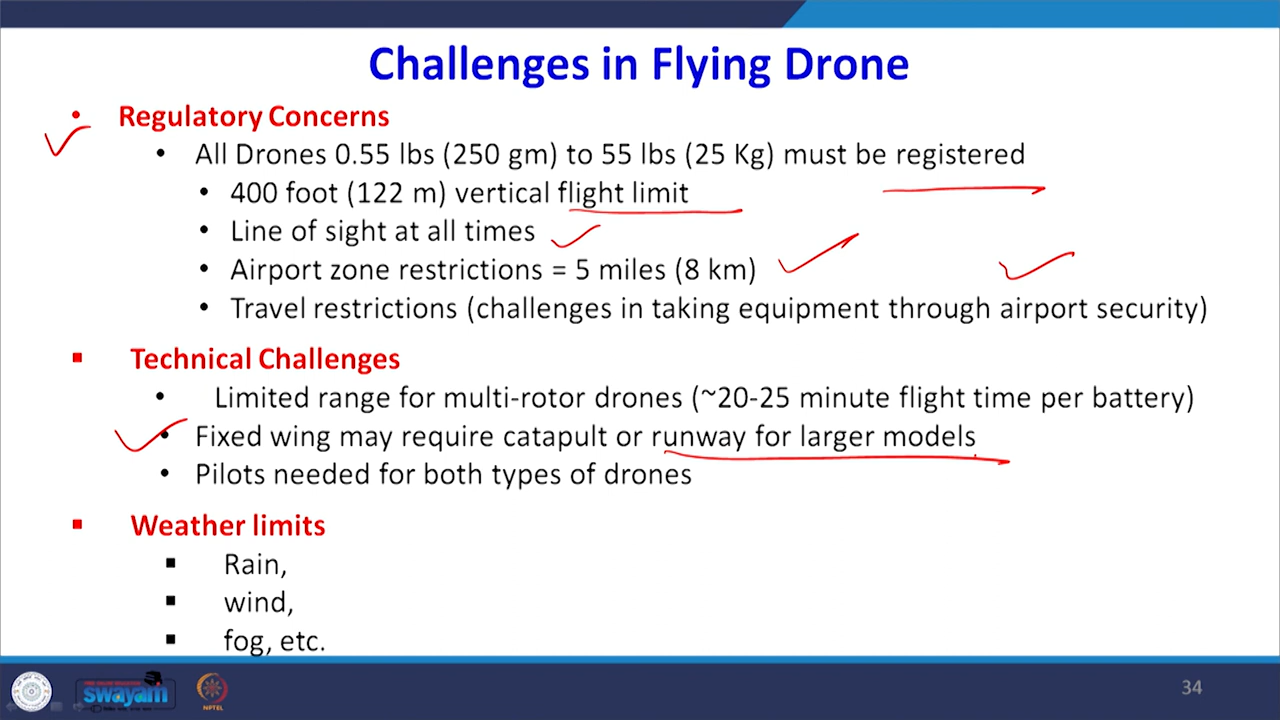 Challenges in Flying Drone
• Regulatory Concerns
• All Drones 0.55 lbs (250 gm) to 55 lbs (25 Kg) must be registered
• 400 foot (122 m) vertical flight limit
• Line of sight at all times
• Airport zone restrictions = 5 miles (8 km)
• Travel restrictions (challenges in taking equipment through airport security)
▪ Technical Challenges
• Limited range for multi-rotor drones (~20-25 minute flight time per battery)
• Fixed wing may require catapult or runway for larger models
• Pilots needed for both types of drones
▪ Weather limits
▪ Rain,
▪ wind,
▪ fog, etc.
swayam
NPTEL
34